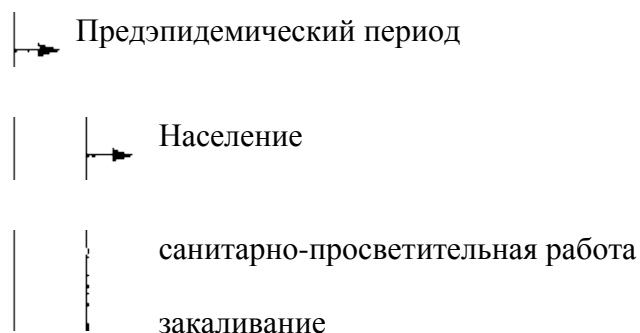 Предэпидемический период
Население
санитарно-просветительная работа
закаливание